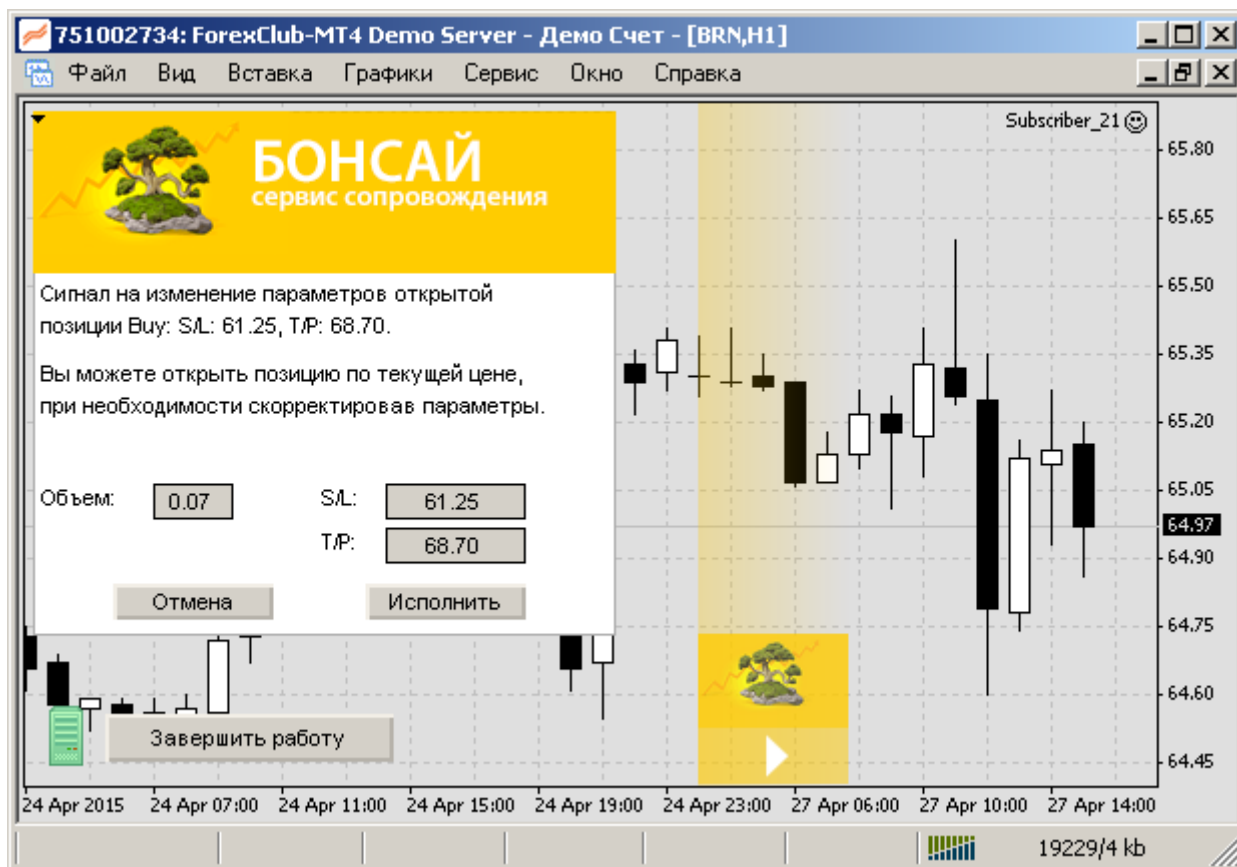 751002734: ForexClub-MT4 Demo Server - Демо Счет - [BRN,H1]
Файл Вид Вставка Графики Сервис Окно Справка
Subscriber_21
БОНСАЙ
сервис сопровождения
Сигнал на изменение параметров открытой
позиции Buy: S/L: 61.25, T/P: 68.70.
Вы можете открыть позицию по текущей цене,
при необходимости скорректировав параметры.
Объем: 0.07 S/L: 61.25
T/P: 68.70
Отмена Исполнить
Завершить работу
65.80
65.65
65.50
65.35
65.20
65.05
64.97
64.90
64.75
64.60
64.45
24 Apr 2015 24 Apr 07:00 24 Apr 11:00 24 Apr 15:00 24 Apr 19:00 24 Apr 23:00 27 Apr 06:00 27 Apr 10:00 27 Apr 14:00
19229/4 kb